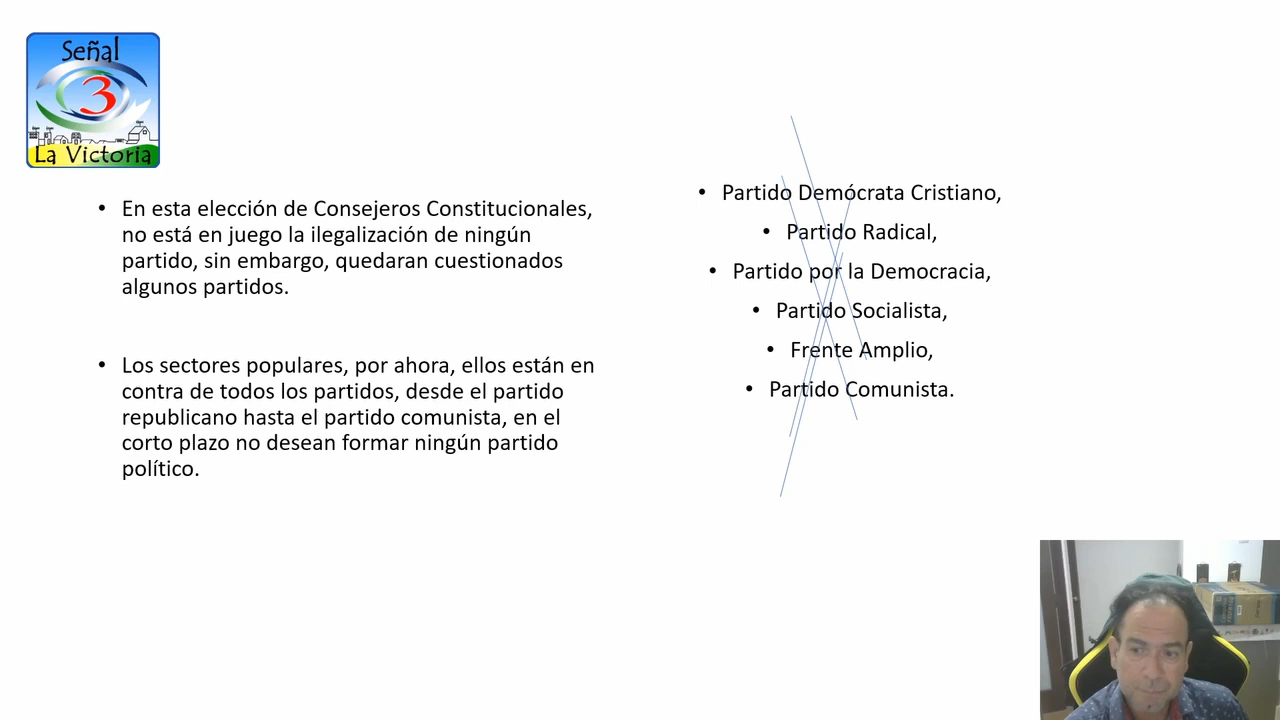 Señal
3
La Victoria
• En esta elección de Consejeros Constitucionales,
no está en juego la ilegalización de ningún
partido, sin embargo, quedaran cuestionados
algunos partidos.
• Los sectores populares, por ahora, ellos están en
contra de todos los partidos, desde el partido
republicano hasta el partido comunista, en el
corto plazo no desean formar ningún partido
político.
• Partido Demócrata Cristiano,
• Partido Radical,
• Partido por la Democracia,
• Partido Socialista,
• Frente Amplio,
• Partido Comunista.